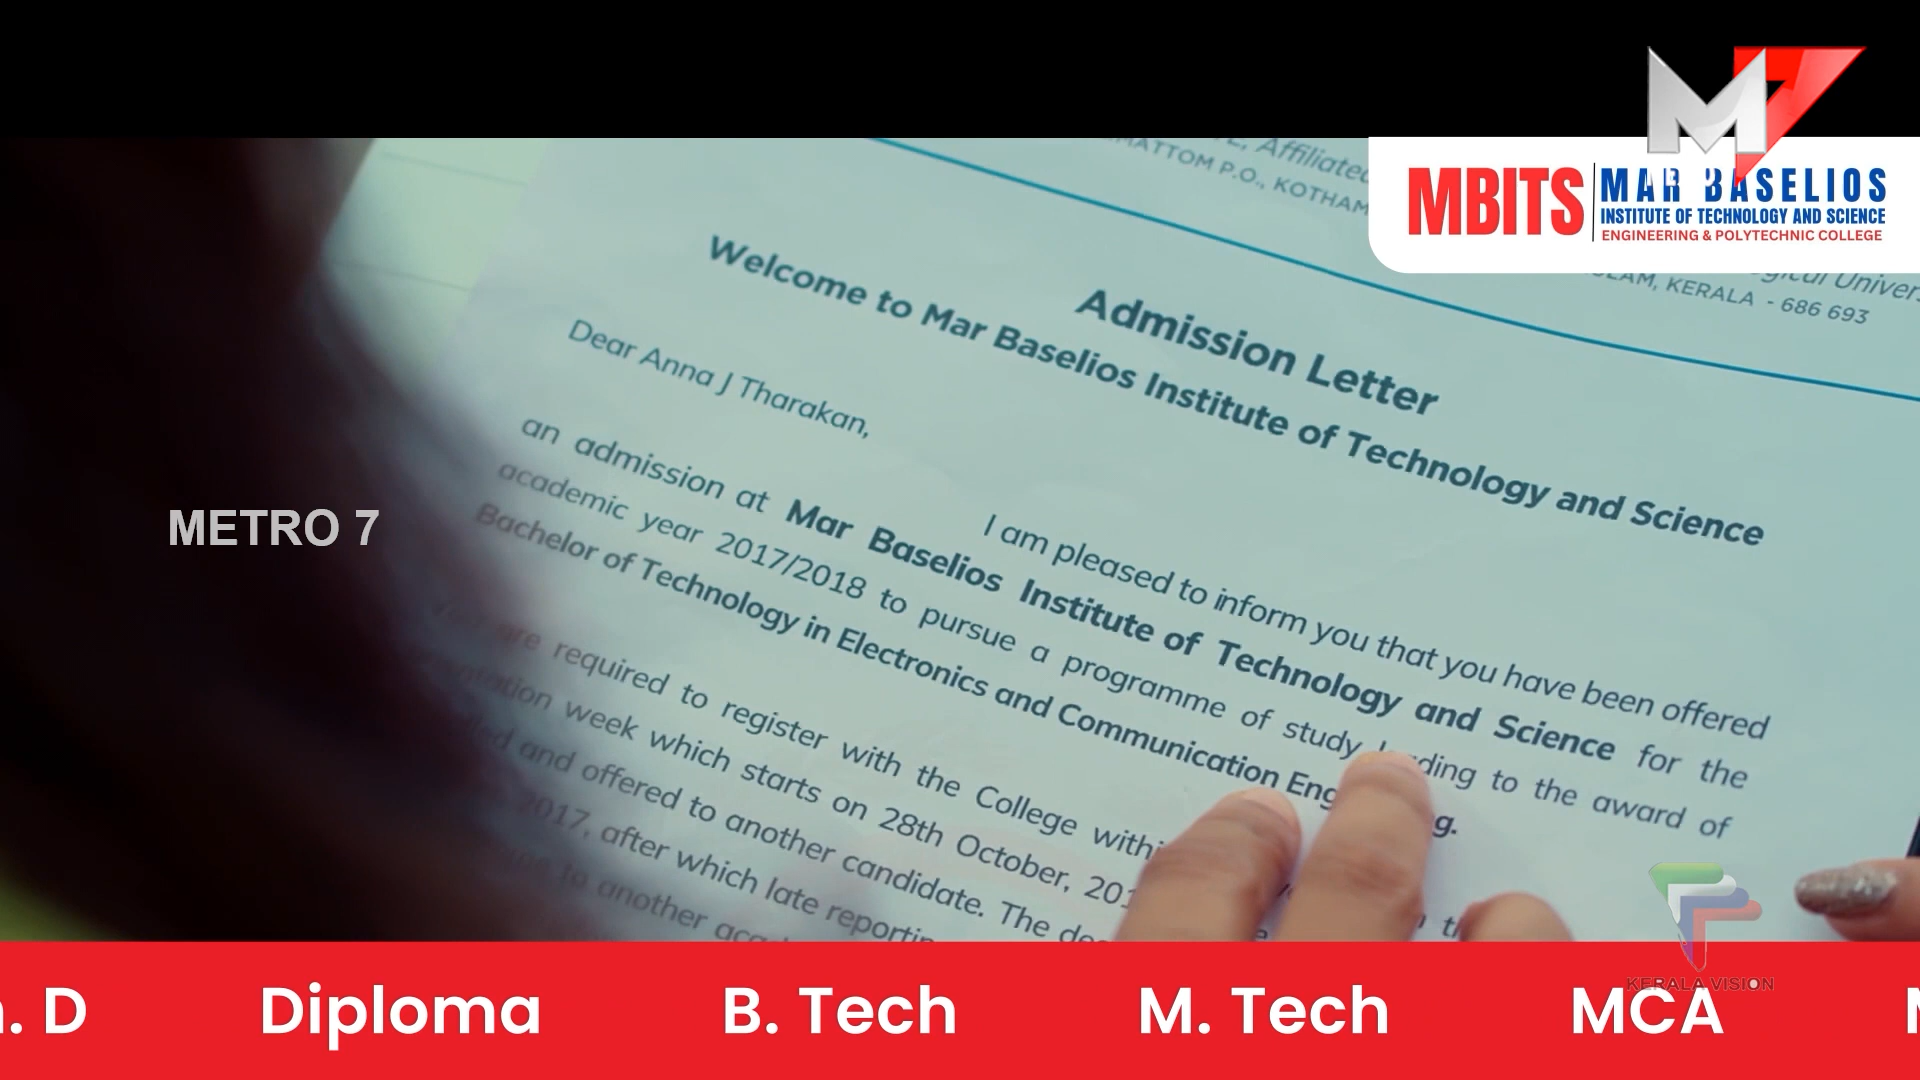 M7
MBITS
MAR BASELIOS
INSTITUTE OF TECHNOLOGY AND SCIENCE
ENGINEERING & POLYTECHNIC COLLEGE
Affiliated
P.O., KOTHAM
KERALA - 686 693
Admission Letter
Welcome to Mar Baselios Institute of Technology and Science
Dear Anna J Tharakan,
I am pleased to inform you that you have been offered
an admission at Mar Baselios Institute of Technology and Science for the
academic year 2017/2018 to pursue a programme of study to the award of
Bachelor of Technology in Electronics and Communication
required to register with the College
week which starts on 28th October,
and offered to another candidate. The
2017, after which late
to another
METRO 7
KERALA VISION
. D Diploma B. Tech M. Tech MCA